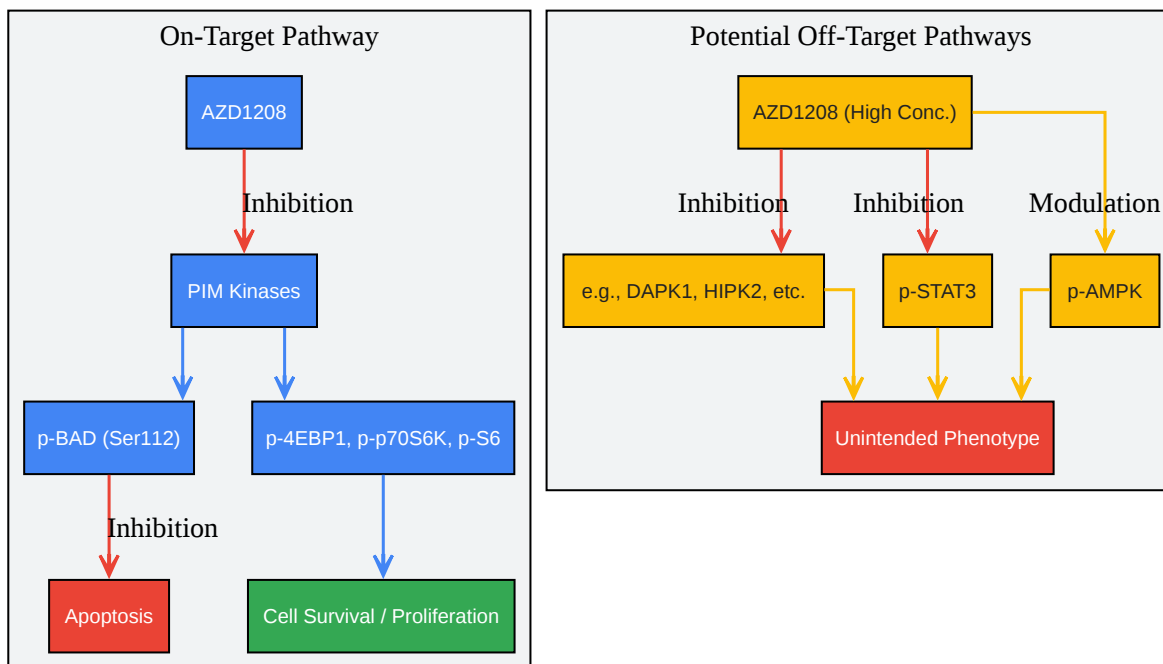 On-Target Pathway
AZD1208
Inhibition
PIM Kinases
p-BAD (Ser112)
p-4EBP1, p-p70S6K, p-S6
Inhibition
Apoptosis
Cell Survival / Proliferation
Potential Off-Target Pathways
AZD1208 (High Conc.)
Inhibition
Inhibition
Modulation
e.g., DAPK1, HIPK2, etc.
p-STAT3
p-AMPK
Unintended Phenotype